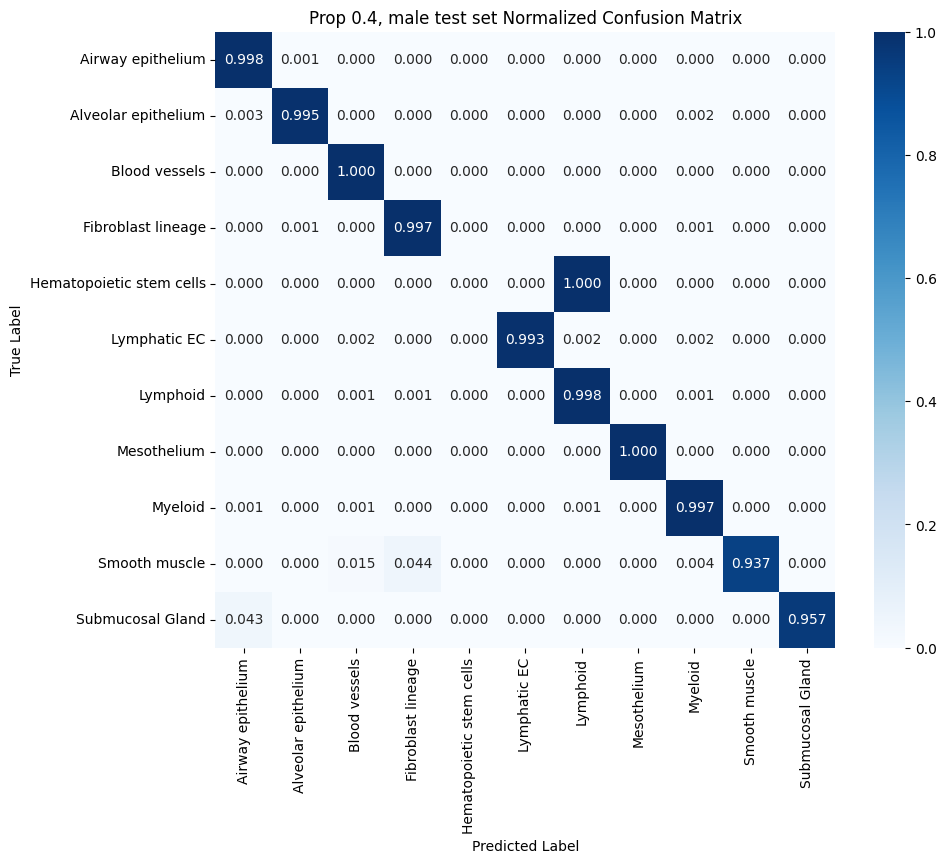 Prop 0.4, male test set Normalized Confusion Matrix
True Label
Airway epithelium 0.998 0.001 0.000 0.000 0.000 0.000 0.000 0.000 0.000 0.000 0.000
Alveolar epithelium 0.003 0.995 0.000 0.000 0.000 0.000 0.000 0.000 0.002 0.000 0.000
Blood vessels 0.000 0.000 1.000 0.000 0.000 0.000 0.000 0.000 0.000 0.000 0.000
Fibroblast lineage 0.000 0.001 0.000 0.997 0.000 0.000 0.000 0.000 0.001 0.000 0.000
Hematopoietic stem cells 0.000 0.000 0.000 0.000 0.000 0.000 1.000 0.000 0.000 0.000 0.000
Lymphatic EC 0.000 0.000 0.002 0.000 0.000 0.993 0.002 0.000 0.002 0.000 0.000
Lymphoid 0.000 0.000 0.001 0.001 0.000 0.000 0.998 0.000 0.001 0.000 0.000
Mesothelium 0.000 0.000 0.000 0.000 0.000 0.000 0.000 1.000 0.000 0.000 0.000
Myeloid 0.001 0.000 0.001 0.000 0.000 0.000 0.001 0.000 0.997 0.000 0.000
Smooth muscle 0.000 0.000 0.015 0.044 0.000 0.000 0.000 0.000 0.004 0.937 0.000
Submucosal Gland 0.043 0.000 0.000 0.000 0.000 0.000 0.000 0.000 0.000 0.000 0.957
Airway epithelium
Alveolar epithelium
Blood vessels
Fibroblast lineage
Hematopoietic stem cells
Lymphatic EC
Lymphoid
Mesothelium
Myeloid
Smooth muscle
Submucosal Gland
Predicted Label
1.0
0.8
0.6
0.4
0.2
0.0